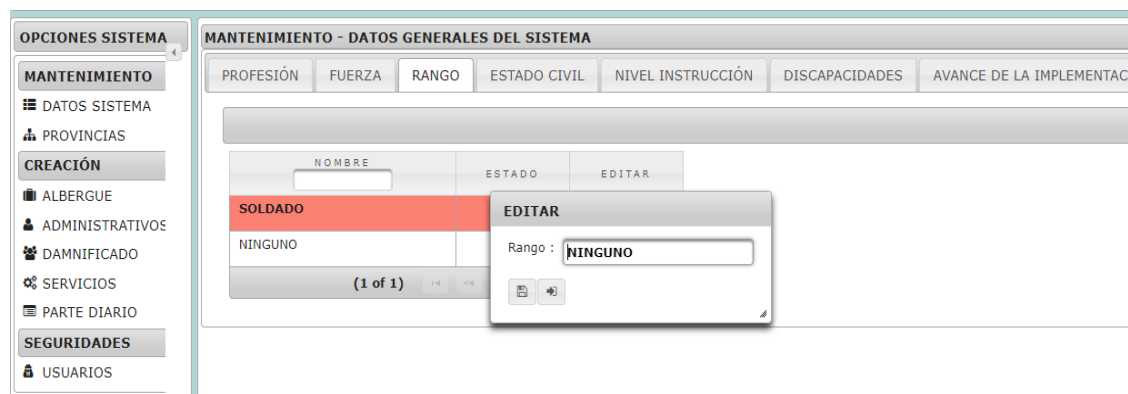 OPCIONES SISTEMA
MANTENIMIENTO
DATOS SISTEMA
PROVINCIAS
CREACIÓN
ALBERGUE
ADMINISTRATIVOS
DAMNIFICADO
SERVICIOS
PARTE DIARIO
SEGURIDADES
USUARIOS
MANTENIMIENTO - DATOS GENERALES DEL SISTEMA
PROFESIÓN FUERZA RANGO ESTADO CIVIL NIVEL INSTRUCCIÓN DISCAPACIDADES AVANCE DE LA IMPLEMENTAC
NOMBRE ESTADO EDITAR
SOLDADO
NINGUNO
(1 of 1)
EDITAR
Rango : NINGUNO